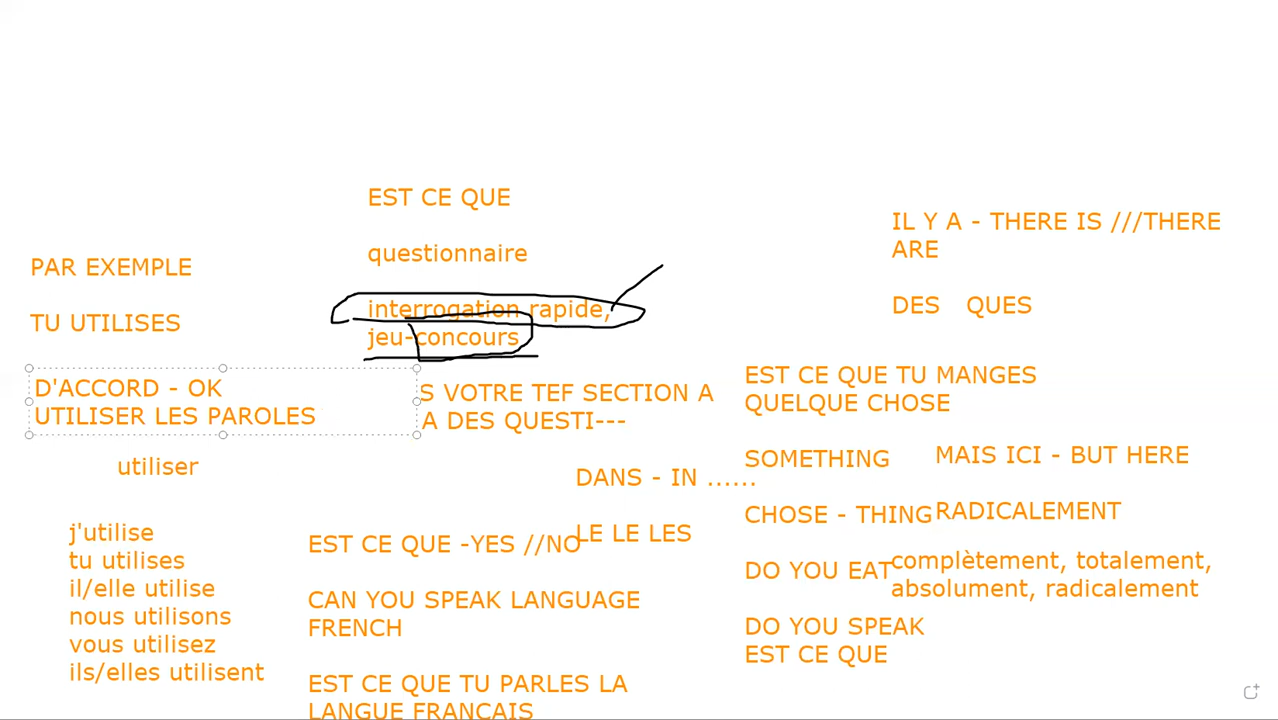 EST CE QUE
questionnaire
interrogation rapide,
jeu-concours
PAR EXEMPLE
TU UTILISES
D'ACCORD - OK
UTILISER LES PAROLES
utiliser
j'utilise
tu utilises
il/elle utilise
nous utilisons
vous utilisez
ils/elles utilisent
S VOTRE TEF SECTION A
A DES QUESTI---
DANS - IN ......
LE LE LES
EST CE QUE -YES //NO
CAN YOU SPEAK LANGUAGE
FRENCH
EST CE QUE TU PARLES LA
LANGUE FRANCAIS
IL Y A - THERE IS ///THERE
ARE
DES QUES
EST CE QUE TU MANGES
QUELQUE CHOSE
SOMETHING
CHOSE - THING
DO YOU EAT
DO YOU SPEAK
EST CE QUE
MAIS ICI - BUT HERE
RADICALEMENT
complètement, totalement,
absolument, radicalement